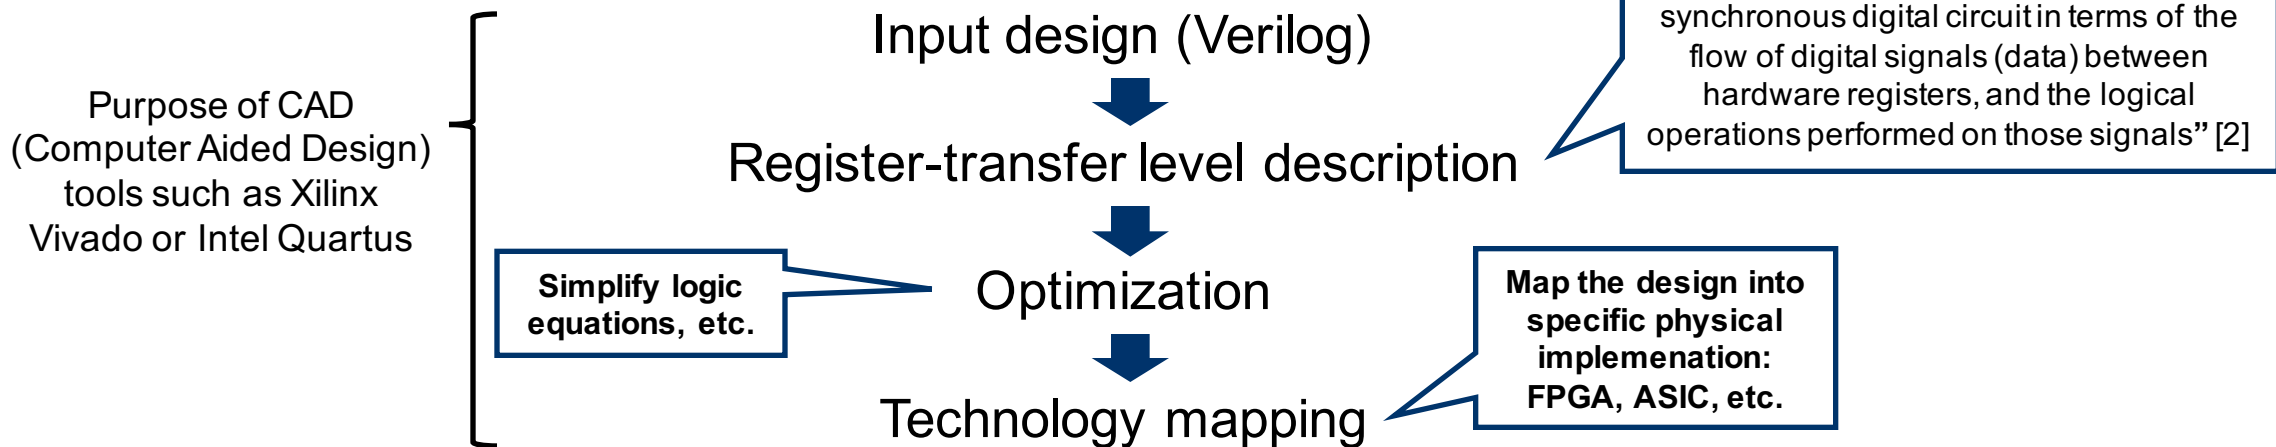 Purpose of CAD
(Computer Aided Design)
tools such as Xilinx
Vivado or Intel Quartus
Input design (Verilog)
synchronous digital circuit in terms of the
flow of digital signals (data) between
hardware registers, and the logical
operations performed on those signals” [2]
Register-transfer level description
Simplify logic
equations, etc.
Optimization
Map the design into
specific physical
implemenation:
FPGA, ASIC, etc.
Technology mapping